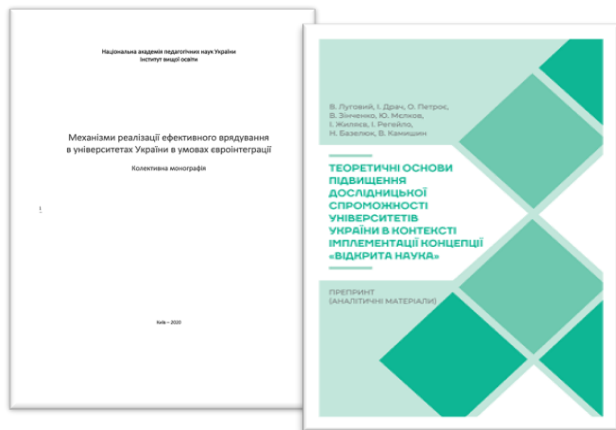 Національна академія педагогічних наук України
Інститут вищої освіти
Механізми реалізації ефективного врядування
в університетах України в умовах євроінтеграції
Колективна монографія
Київ – 2020
В. Луговий, І. Драч, О. Петроє,
В. Зінченко, Ю. Мєлков,
І. Жиляєв, І. Регейло,
Н. Базелюк, В. Камишин
ТЕОРЕТИЧНІ ОСНОВИ
ПІДВИЩЕННЯ
ДОСЛІДНИЦЬКОЇ
СПРОМОЖНОСТІ
УНІВЕРСИТЕТІВ
УКРАЇНИ В КОНТЕКСТІ
ІМПЛЕМЕНТАЦІЇ КОНЦЕПЦІЇ
«ВІДКРИТА НАУКА»
ПРЕПРИНТ
(АНАЛІТИЧНІ МАТЕРІАЛИ)